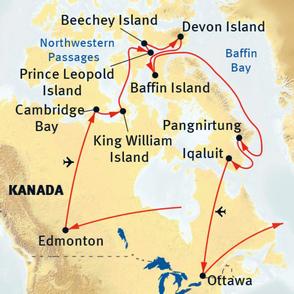 Beechey Island
Devon Island
Northwestern
Passages
Baffin
Bay
Prince Leopold
Island
Baffin Island
Cambridge
Bay
Pangnirtung
King William
Island
Iqaluit
KANADA
Edmonton
Ottawa